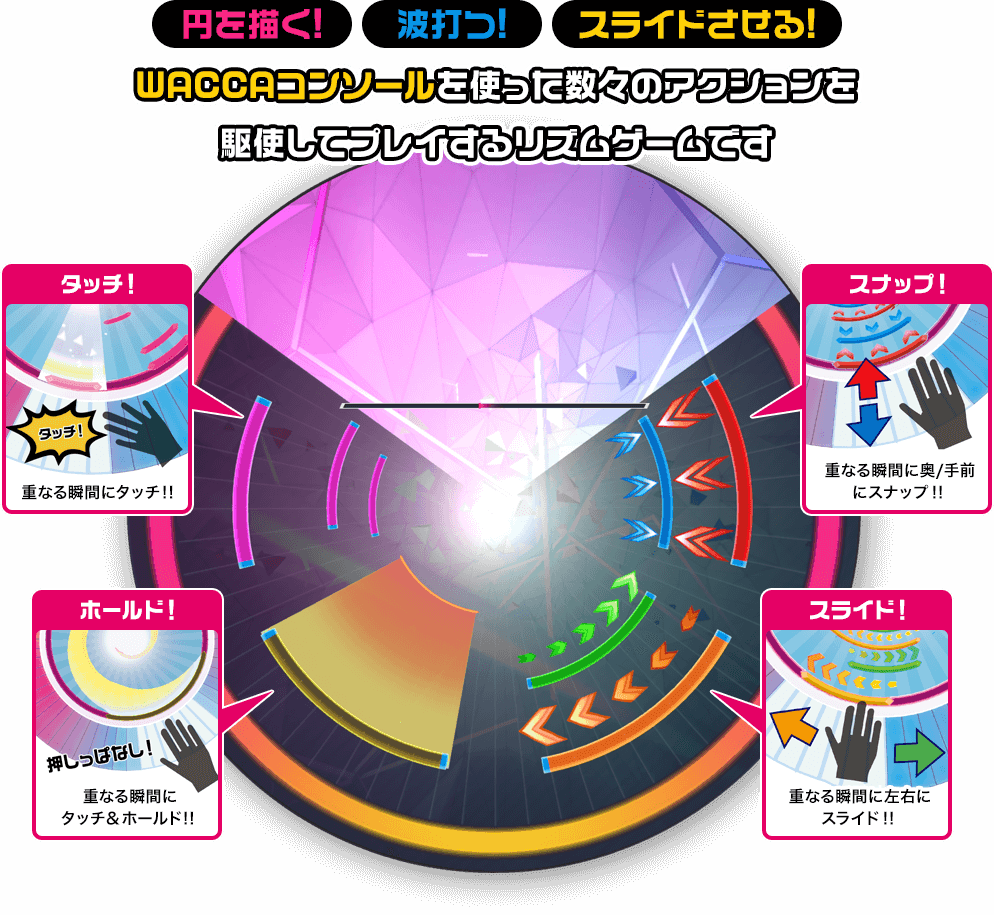 円を描く! 波打つ! スライドさせる!
WACCAコンソールを使った数々のアクションを
駆使してプレイするリズムゲームです
タッチ!
タッチ!
重なる瞬間にタッチ!!
スナップ!
重なる瞬間に奥/手前
にスナップ!!
ホールド!
押しっぱなし!
重なる瞬間に
タッチ&ホールド!!
スライド!
重なる瞬間に左右に
スライド!!